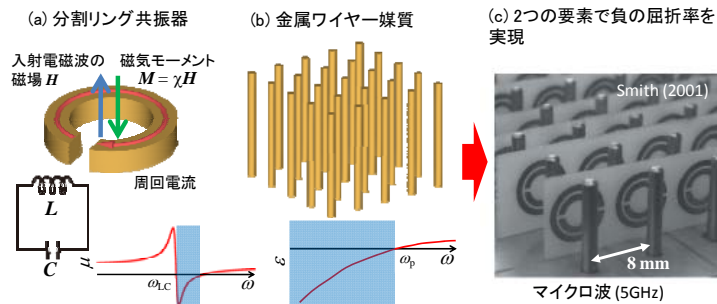 (a) 分割リング共振器
入射電磁波の
磁場 H
磁気モーメント
M = χH
周回電流
L
C
μ
ω_LC
ω
(b) 金属ワイヤー媒質
ε
ω_p
ω
(c) 2つの要素で負の屈折率を
実現
Smith (2001)
8 mm
マイクロ波 (5GHz)